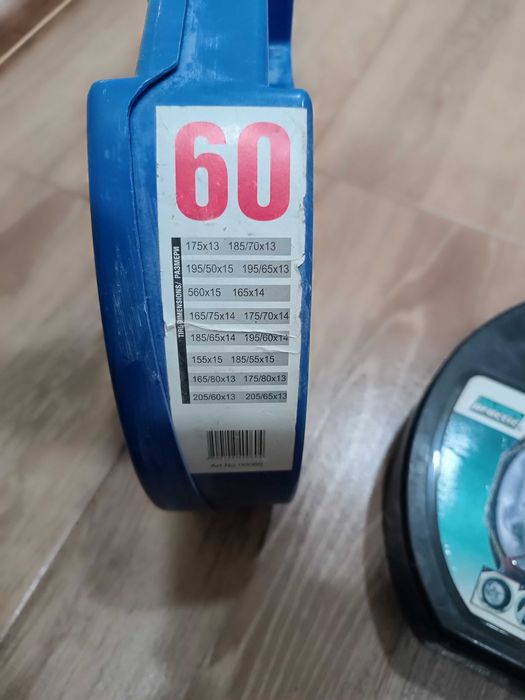 60
TIRE DIMENSIONS/ РАЗМЕРИ
175x13 185/70x13
195/50x15 195/65x13
560x15 165x14
165/75x14 175/70x14
185/65x14 195/60x14
155x15 185/55x15
165/80x13 175/80x13
205/60x13 205/65x13